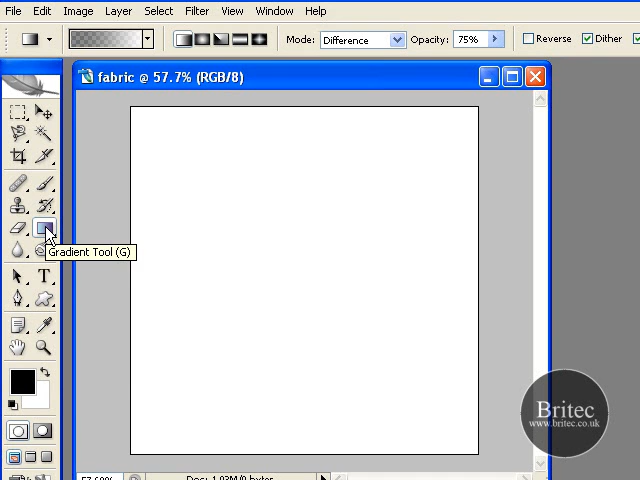 File Edit Image Layer Select Filter View Window Help
Mode: Difference Opacity: 75% Reverse Dither
fabric @ 57.7% (RGB/8)
Gradient Tool (G)
T
Britec
www.britec.co.uk
Doc: 1.03M/0 bytes